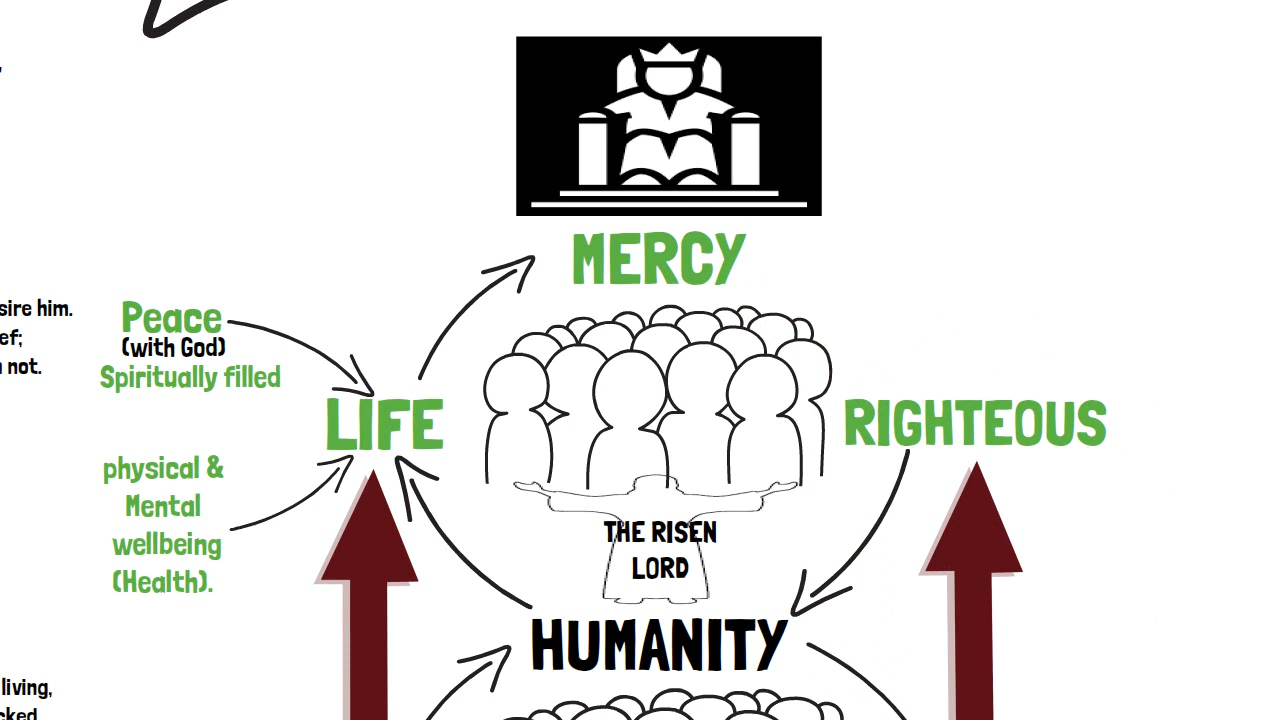 MERCY
sire him.
ef;
not.
Peace
(with God)
Spiritually filled
LIFE
RIGHTEOUS
physical &
Mental
wellbeing
(Health).
THE RISEN
LORD
HUMANITY
living,
cked